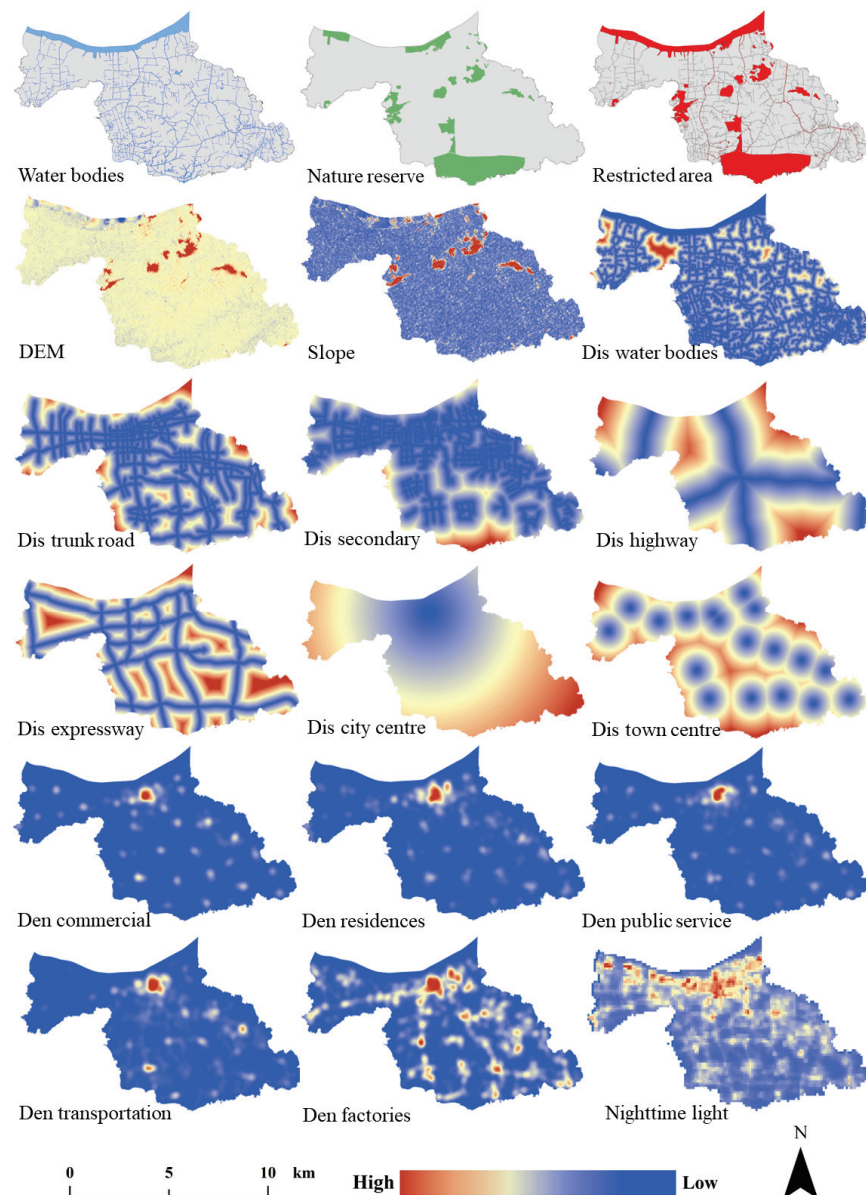 Water bodies
Nature reserve
Restricted area
DEM
Slope
Dis water bodies
Dis trunk road
Dis secondary
Dis highway
Dis expressway
Dis city centre
Dis town centre
Den commercial
Den residences
Den public service
Den transportation
Den factories
Nighttime light
0 5 10 km
High Low
N